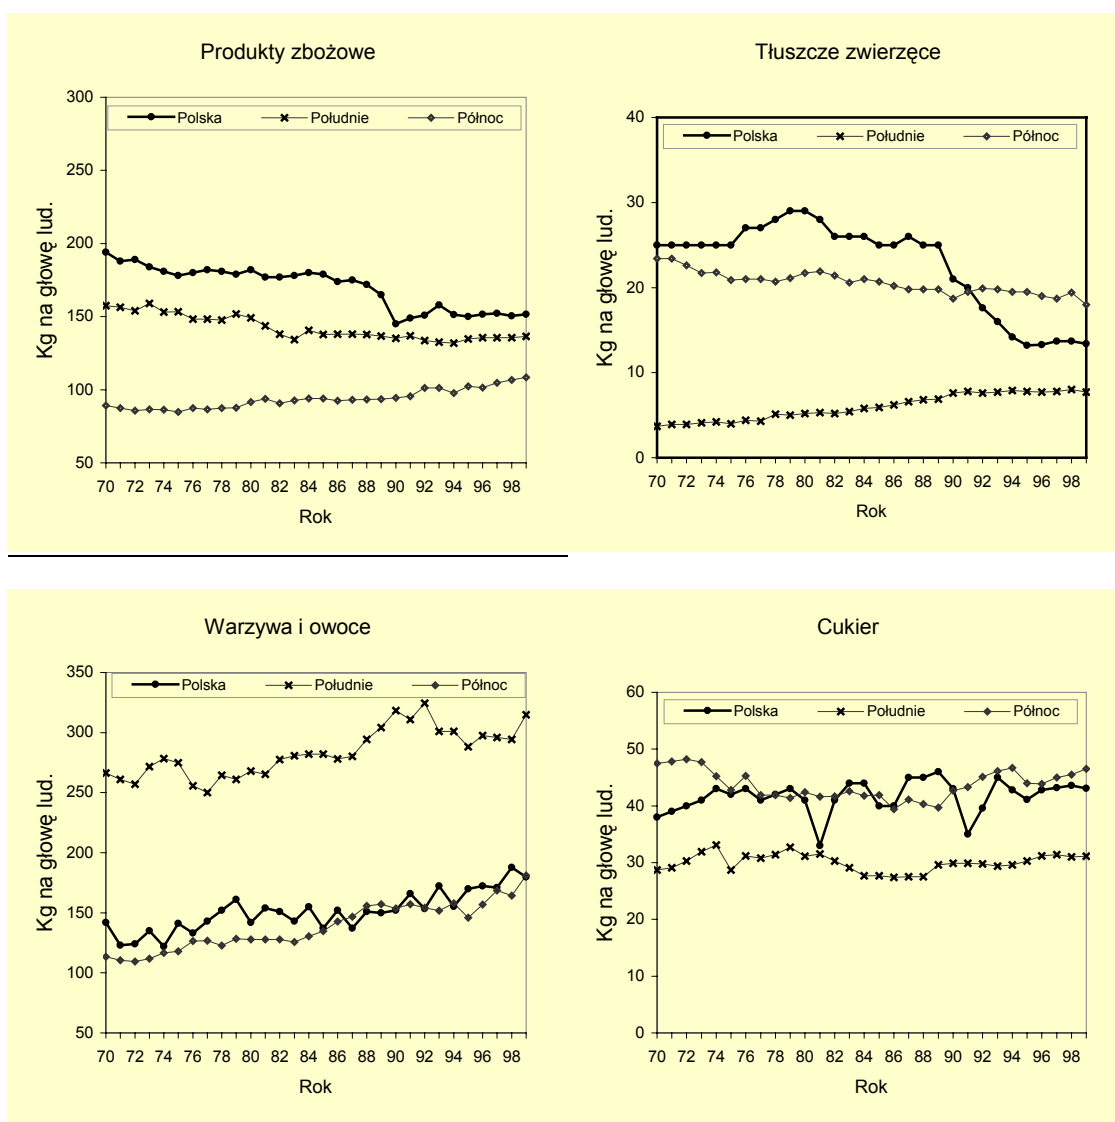 Produkty zbożowe
300
250
200
150
100
50
Kg na głowę lud.
Polska Południe Północ
70 72 74 76 78 80 82 84 86 88 90 92 94 96 98
Rok
Tłuszcze zwierzęce
40
30
20
10
0
Kg na głowę lud.
Polska Południe Północ
70 72 74 76 78 80 82 84 86 88 90 92 94 96 98
Rok
Warzywa i owoce
350
300
250
200
150
100
50
Kg na głowę lud.
Polska Południe Północ
70 72 74 76 78 80 82 84 86 88 90 92 94 96 98
Rok
Cukier
60
50
40
30
20
10
0
Kg na głowę lud.
Polska Południe Północ
70 72 74 76 78 80 82 84 86 88 90 92 94 96 98
Rok